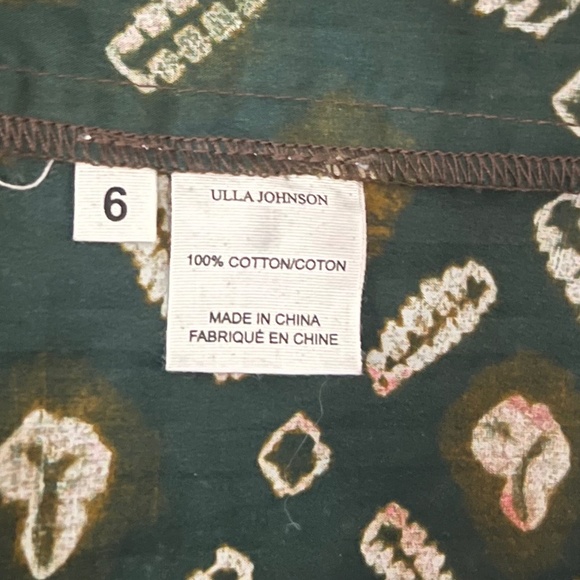 6
ULLA JOHNSON
100% COTTON/COTON
MADE IN CHINA
FABRIQUÉ EN CHINE